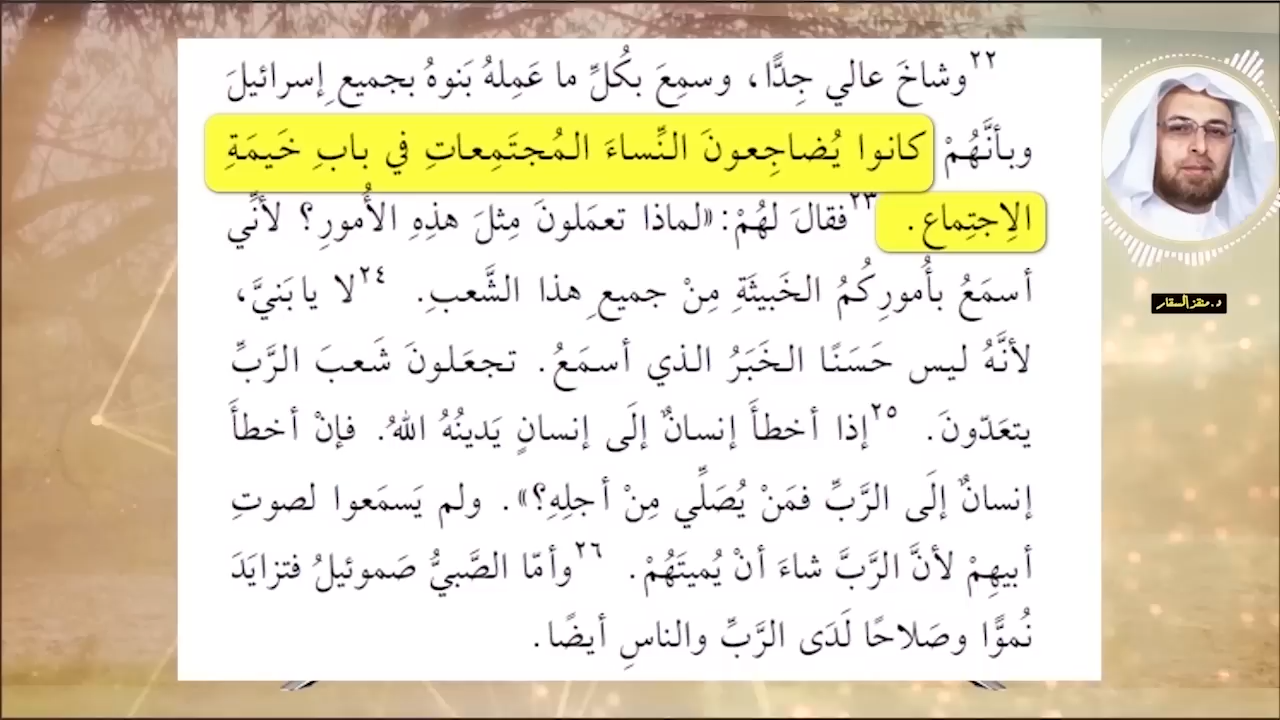 ٢٢ وشاخَ عالي جِدًّا، وسمِعَ بكُلِّ ما عَمِلهُ بَنوهُ بجميعِ إسرائيلَ
وبأنَّهُمْ كانوا يُضاجِعونَ النِّساءَ المُجتَمِعاتِ في بابِ خَيمَةِ
الِاجتِماعِ. ٢٣ فقالَ لهُمْ: «لماذا تعمَلونَ مِثلَ هذِهِ الأُمورِ؟ لأنِّي
أسمَعُ بأُمورِكُمُ الخَبيثَةِ مِنْ جميعِ هذا الشَّعبِ. ٢٤ لا يا بَنيَّ،
لأنَّهُ ليس حَسَنًا الخَبَرُ الذي أسمَعُ. تجعَلونَ شَعبَ الرَّبِّ
يتعَدّونَ. ٢٥ إذا أخطأَ إنسانٌ إلَى إنسانٍ يَدينُهُ اللهُ. فإنْ أخطأَ
إنسانٌ إلَى الرَّبِّ فمَنْ يُصَلِّي مِنْ أجلِهِ؟». ولم يَسمَعوا لصوتِ
أبيهِمْ لأنَّ الرَّبَّ شاءَ أنْ يُميتَهُمْ. ٢٦ وأمّا الصَّبيُّ صَموئيلُ فتزايَدَ
نُموًّا وصَلاحًا لَدَى الرَّبِّ والناسِ أيضًا.
د. منقذ السقار